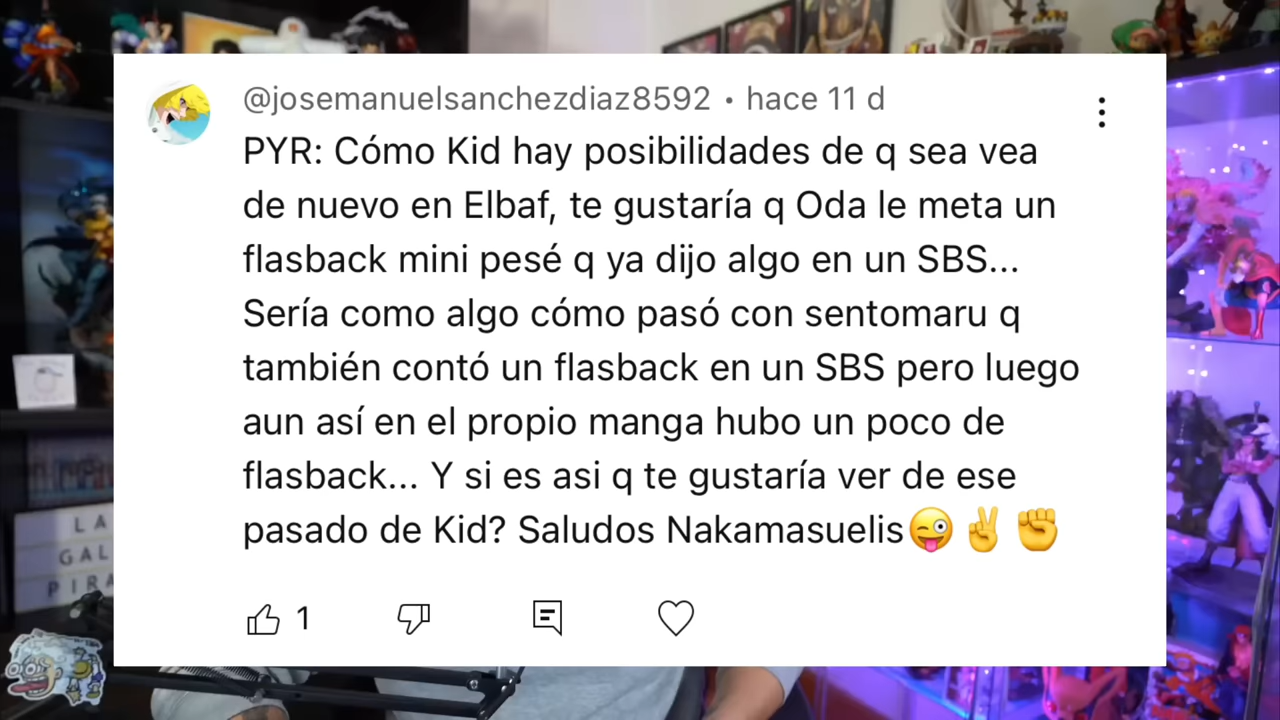 @josemanuelsanchezdiaz8592 • hace 11 d
PYR: Cómo Kid hay posibilidades de q sea vea
de nuevo en Elbaf, te gustaría q Oda le meta un
flasback mini pesé q ya dijo algo en un SBS...
Sería como algo cómo pasó con sentomaru q
también contó un flasback en un SBS pero luego
aun así en el propio manga hubo un poco de
flasback... Y si es asi q te gustaría ver de ese
pasado de Kid? Saludos Nakamasuelis😜✌️✊
1
LA
GAL
PIRA